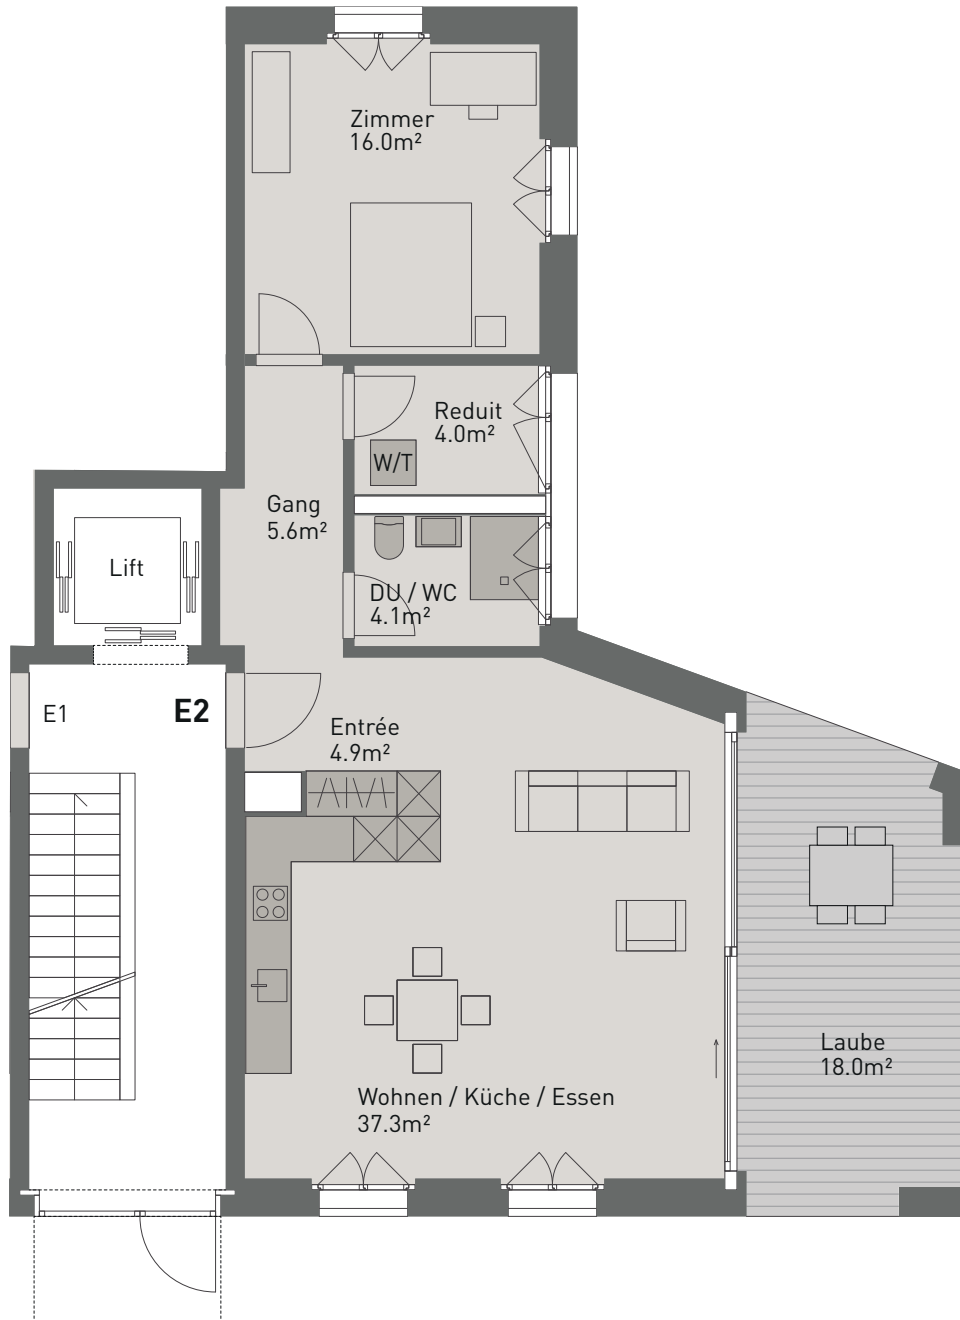 Zimmer
16.0m²
Reduit
4.0m²
W/T
Gang
5.6m²
Lift
DU / WC
4.1m²
E1
E2
Entrée
4.9m²
Laube
18.0m²
Wohnen / Küche / Essen
37.3m²